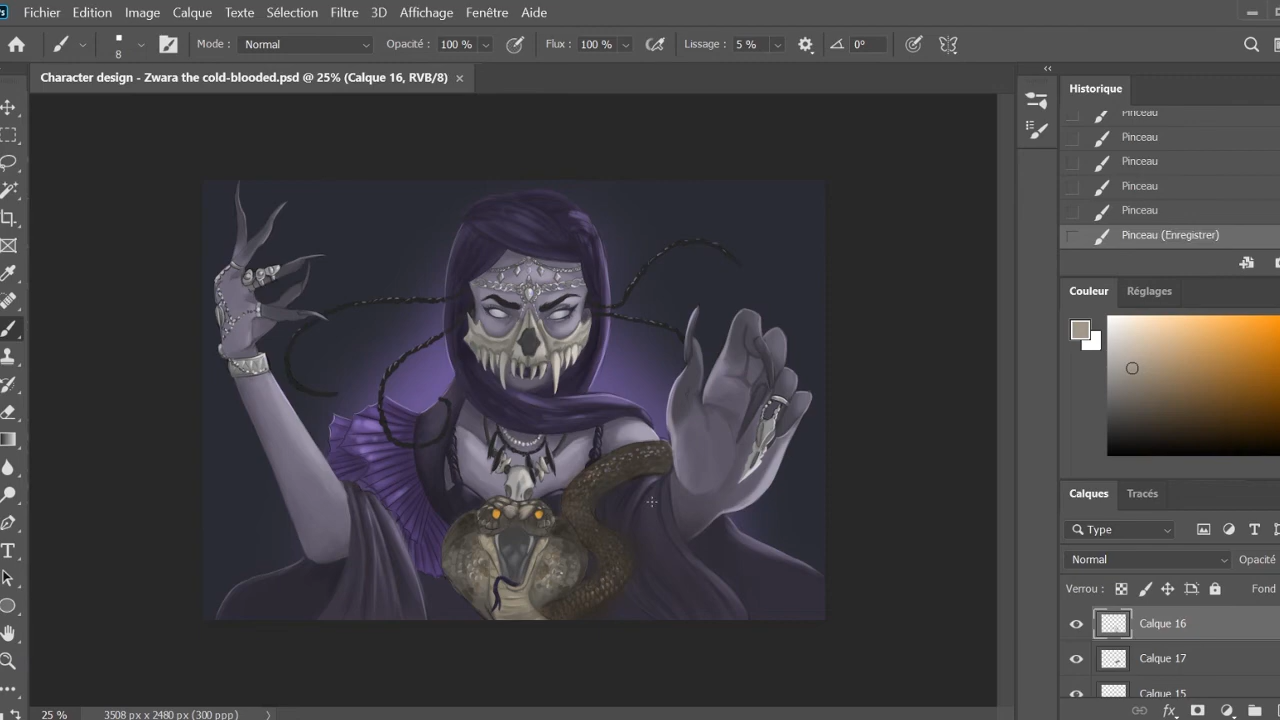 Fichier Edition Image Calque Texte Sélection Filtre 3D Affichage Fenêtre Aide
8 Mode : Normal Opacité : 100 % Flux : 100 % Lissage : 5 % 0°
Character design - Zwara the cold-blooded.psd @ 25% (Calque 16, RVB/8)
Historique
Pinceau
Pinceau
Pinceau
Pinceau
Pinceau
Pinceau (Enregistrer)
Couleur Réglages
Calques Tracés
Type
Normal Opacité
Verrou : Fond
Calque 16
Calque 17
Calque 15
25 % 3508 px x 2480 px (300 ppp)